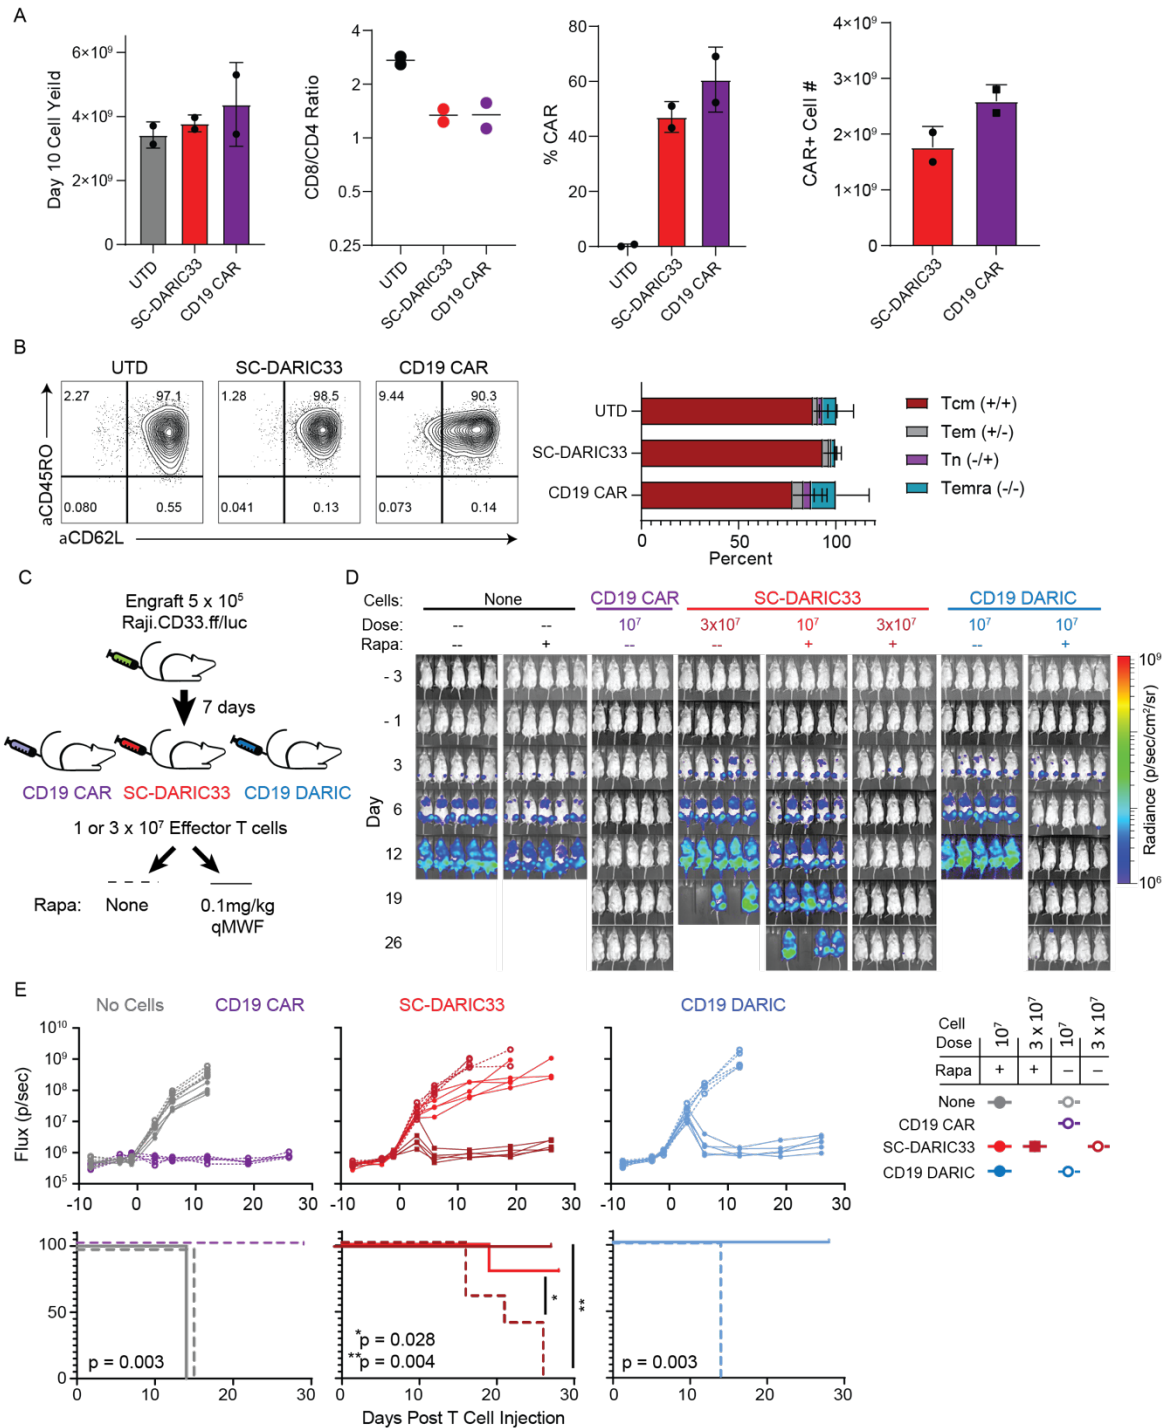 A
Day 10 Cell Yeild
6×10⁹
4×10⁹
2×10⁹
0
UTD
SC-DARIC33
CD19 CAR
CD8/CD4 Ratio
4
2
1
0.5
0.25
UTD
SC-DARIC33
CD19 CAR
% CAR
80
60
40
20
0
UTD
SC-DARIC33
CD19 CAR
CAR+ Cell #
4×10⁹
3×10⁹
2×10⁹
1×10⁹
0
SC-DARIC33
CD19 CAR
B
UTD
SC-DARIC33
CD19 CAR
2.27 97.1
0.080 0.55
1.28 98.5
0.041 0.13
9.44 90.3
0.073 0.14
aCD45RO
aCD62L
UTD
SC-DARIC33
CD19 CAR
0 50 100
Percent
Tcm (+/+)
Tem (+/-)
Tn (-/+)
Temra (-/-)
C
Engraft 5 x 10⁵
Raji.CD33.ff/luc
7 days
CD19 CAR SC-DARIC33 CD19 DARIC
1 or 3 x 10⁷ Effector T cells
Rapa: None 0.1mg/kg
qMWF
D
Cells: None CD19 CAR SC-DARIC33 CD19 DARIC
Dose: -- -- 10⁷ 3x10⁷ 10⁷ 3x10⁷ 10⁷ 10⁷
Rapa: -- + -- -- + + -- +
Day
- 3
- 1
3
6
12
19
26
10⁹
10⁶
Radiance (p/sec/cm²/sr)
E
No Cells CD19 CAR SC-DARIC33 CD19 DARIC
Flux (p/sec)
10¹⁰
10⁹
10⁸
10⁷
10⁶
10⁵
-10 0 10 20 30
-10 0 10 20 30
-10 0 10 20 30
100
50
0
p = 0.003
0 10 20 30
*p = 0.028
**p = 0.004
*
**
0 10 20 30
p = 0.003
0 10 20 30
Days Post T Cell Injection
Cell Dose 10⁷ 3 x 10⁷ 10⁷ 3 x 10⁷
Rapa + + – –
None
CD19 CAR
SC-DARIC33
CD19 DARIC